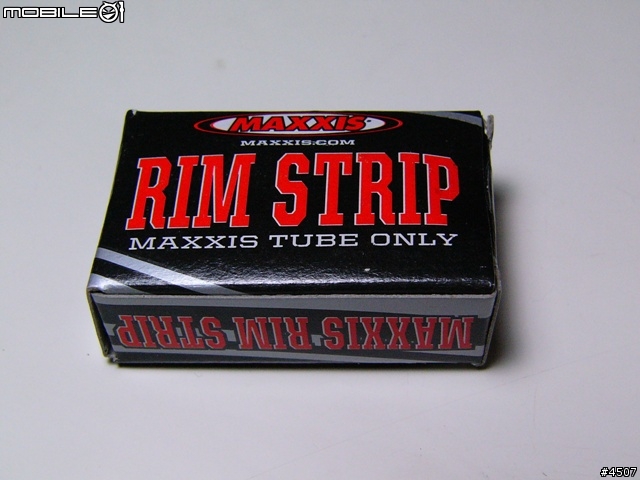 MOBILE01
MAXXIS
MAXXIS.COM
RIM STRIP
MAXXIS TUBE ONLY
MAXXIS RIM STRIP
#4507